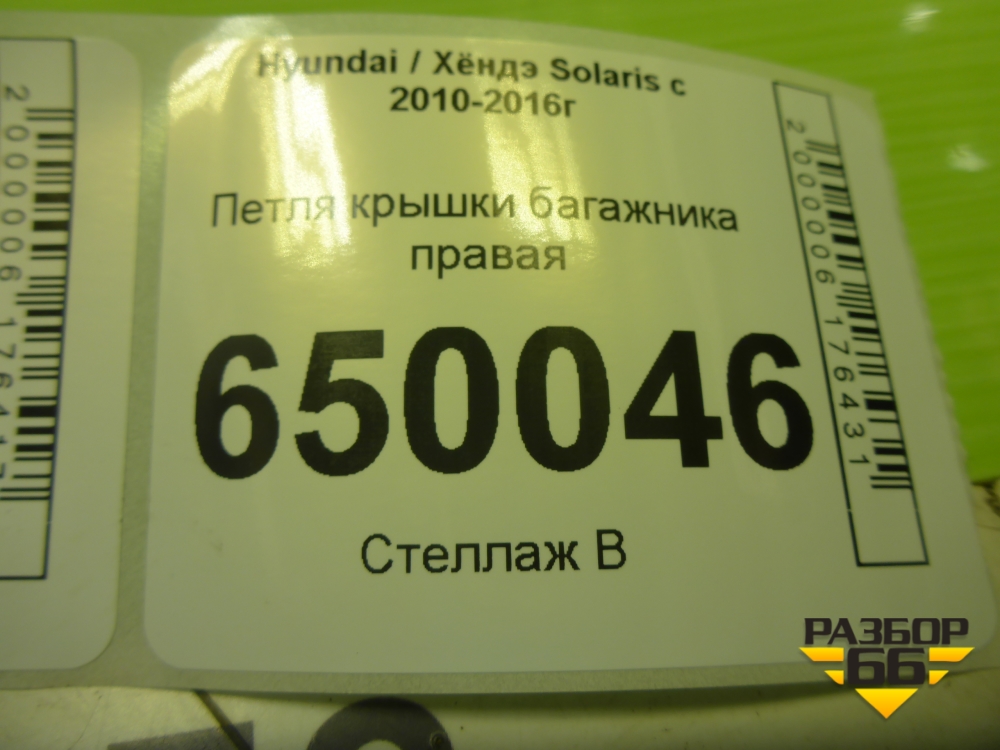 Hyundai / Хёндэ Solaris с
2010-2016г
Петля крышки багажника
правая
650046
Стеллаж В
2000006176431
РАЗБОР
66